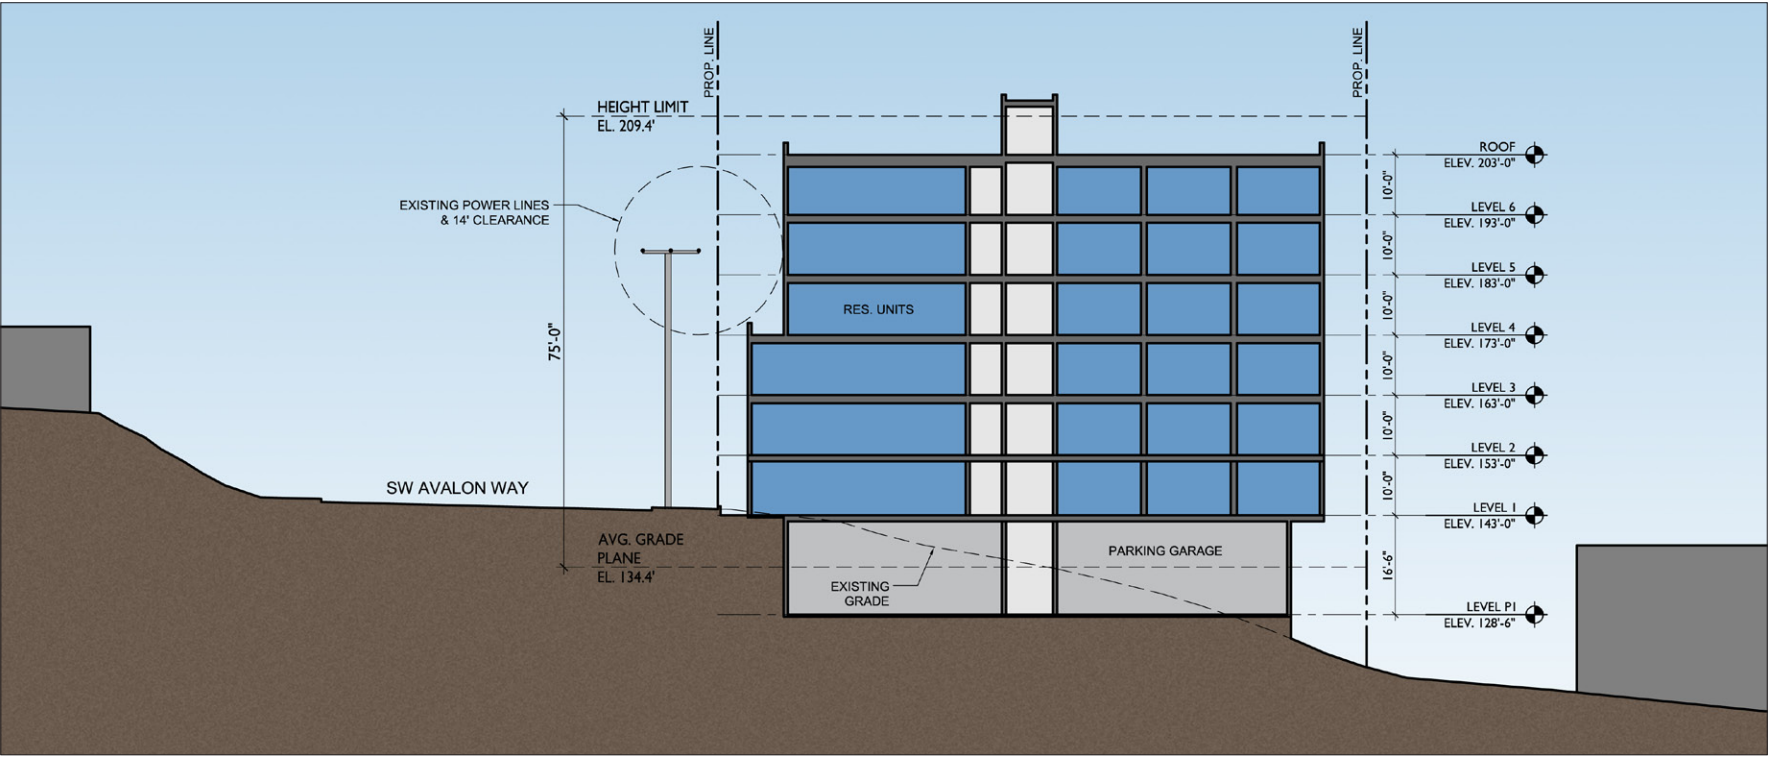 PROP. LINE
PROP. LINE
HEIGHT LIMIT
EL. 209.4'
EXISTING POWER LINES
& 14' CLEARANCE
75'-0"
RES. UNITS
SW AVALON WAY
AVG. GRADE
PLANE
EL. 134.4'
EXISTING
GRADE
PARKING GARAGE
ROOF
ELEV. 203'-0"
10'-0"
LEVEL 6
ELEV. 193'-0"
10'-0"
LEVEL 5
ELEV. 183'-0"
10'-0"
LEVEL 4
ELEV. 173'-0"
10'-0"
LEVEL 3
ELEV. 163'-0"
10'-0"
LEVEL 2
ELEV. 153'-0"
10'-0"
LEVEL 1
ELEV. 143'-0"
16'-6"
LEVEL P1
ELEV. 128'-6"